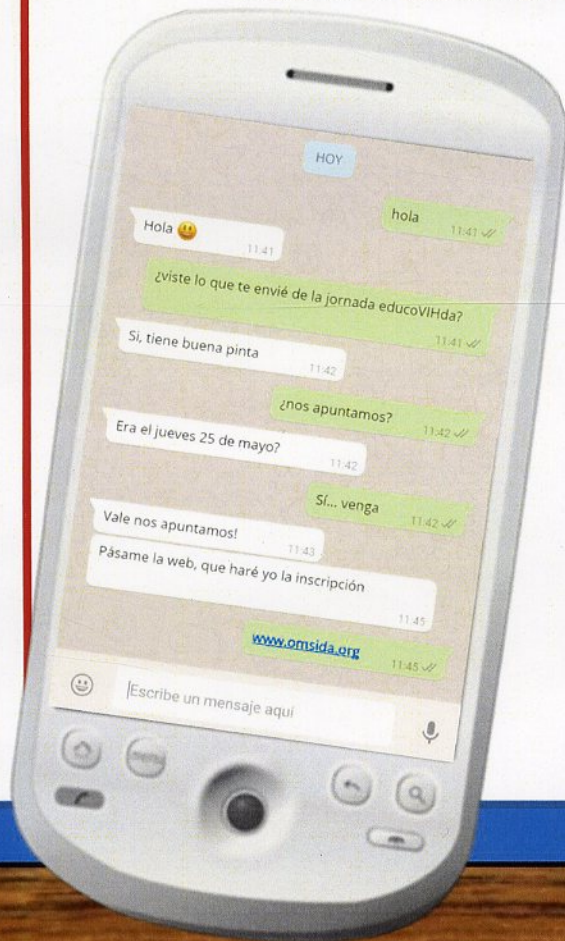 HOY
hola
11:41
Hola 😃
11:41
¿viste lo que te envié de la jornada educoVIHda?
11:41
Si, tiene buena pinta
11:42
¿nos apuntamos?
11:42
Era el jueves 25 de mayo?
11:42
Sí... venga
11:42
Vale nos apuntamos!
11:43
Pásame la web, que haré yo la inscripción
11:45
www.omsida.org
11:45
Escribe un mensaje aquí
menu